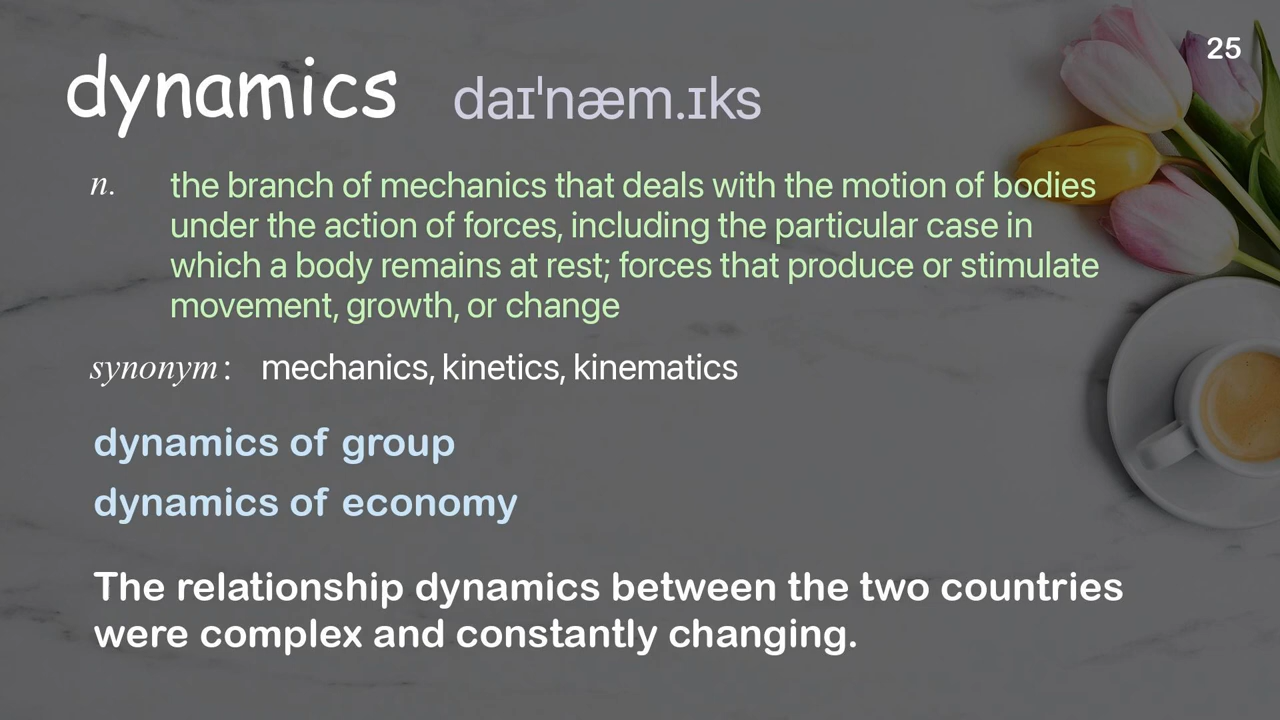 25
dynamics daɪˈnæm.ɪks
n. the branch of mechanics that deals with the motion of bodies
under the action of forces, including the particular case in
which a body remains at rest; forces that produce or stimulate
movement, growth, or change
synonym: mechanics, kinetics, kinematics
dynamics of group
dynamics of economy
The relationship dynamics between the two countries
were complex and constantly changing.